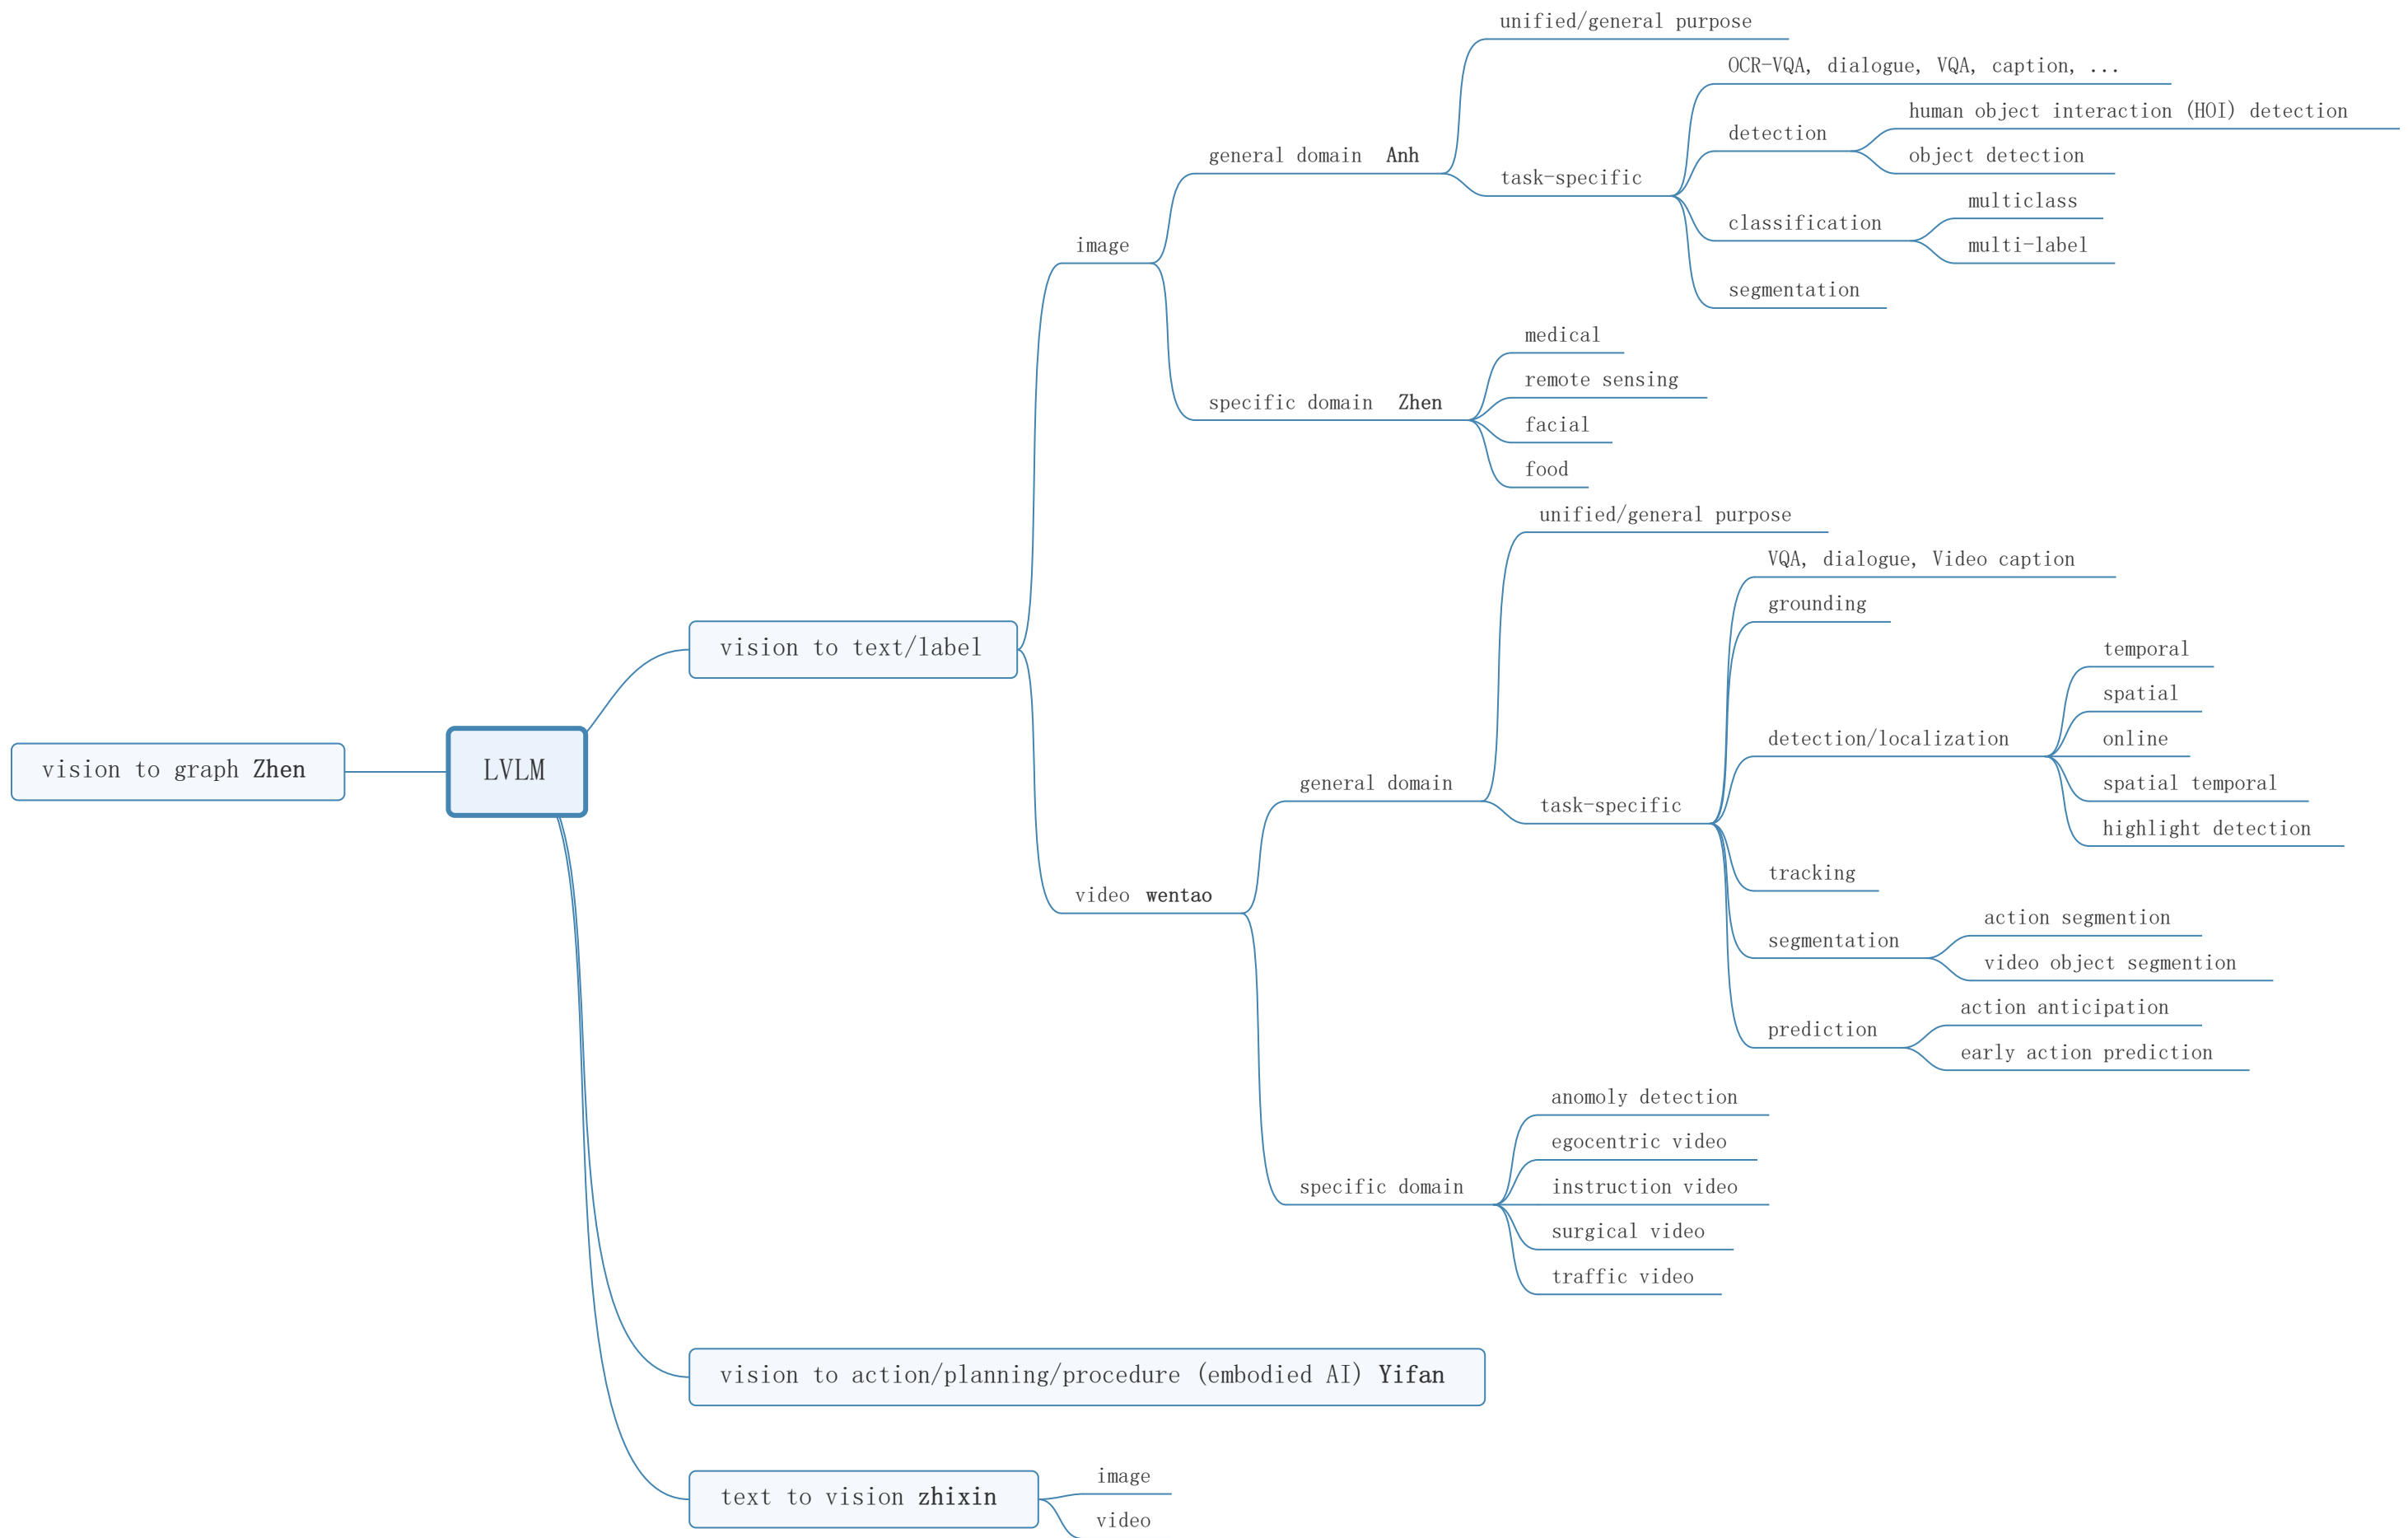 unified/general purpose
OCR-VQA, dialogue, VQA, caption, ...
human object interaction (HOI) detection
detection
object detection
general domain Anh
task-specific
multiclass
classification
multi-label
image
segmentation
medical
remote sensing
specific domain Zhen
facial
food
unified/general purpose
VQA, dialogue, Video caption
grounding
temporal
vision to text/label
spatial
detection/localization
online
vision to graph Zhen
LVLM
general domain
spatial temporal
task-specific
highlight detection
tracking
video wentao
action segmention
segmentation
video object segmention
action anticipation
prediction
early action prediction
anomoly detection
egocentric video
specific domain
instruction video
surgical video
traffic video
vision to action/planning/procedure (embodied AI) Yifan
image
text to vision zhixin
video